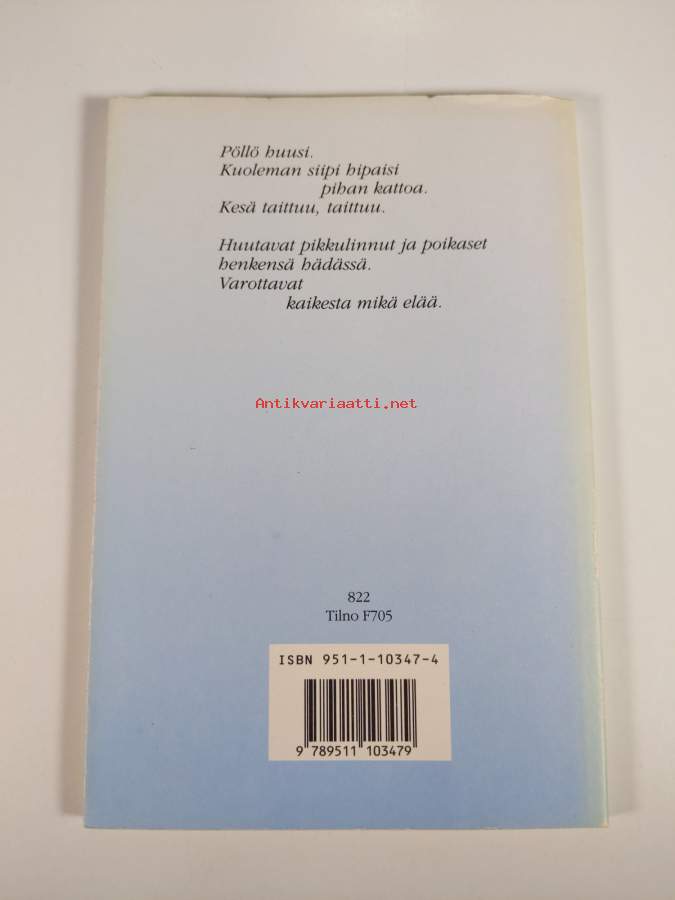 Pöllö huusi.
Kuoleman siipi hipaisi
pihan kattoa.
Kesä taittuu, taittuu.
Huutavat pikkulinnut ja poikaset
henkensä hädässä.
Varottavat
kaikesta mikä elää.
Antikvariaatti.net
822
Tilno F705
ISBN 951-1-10347-4
9 789511 103479